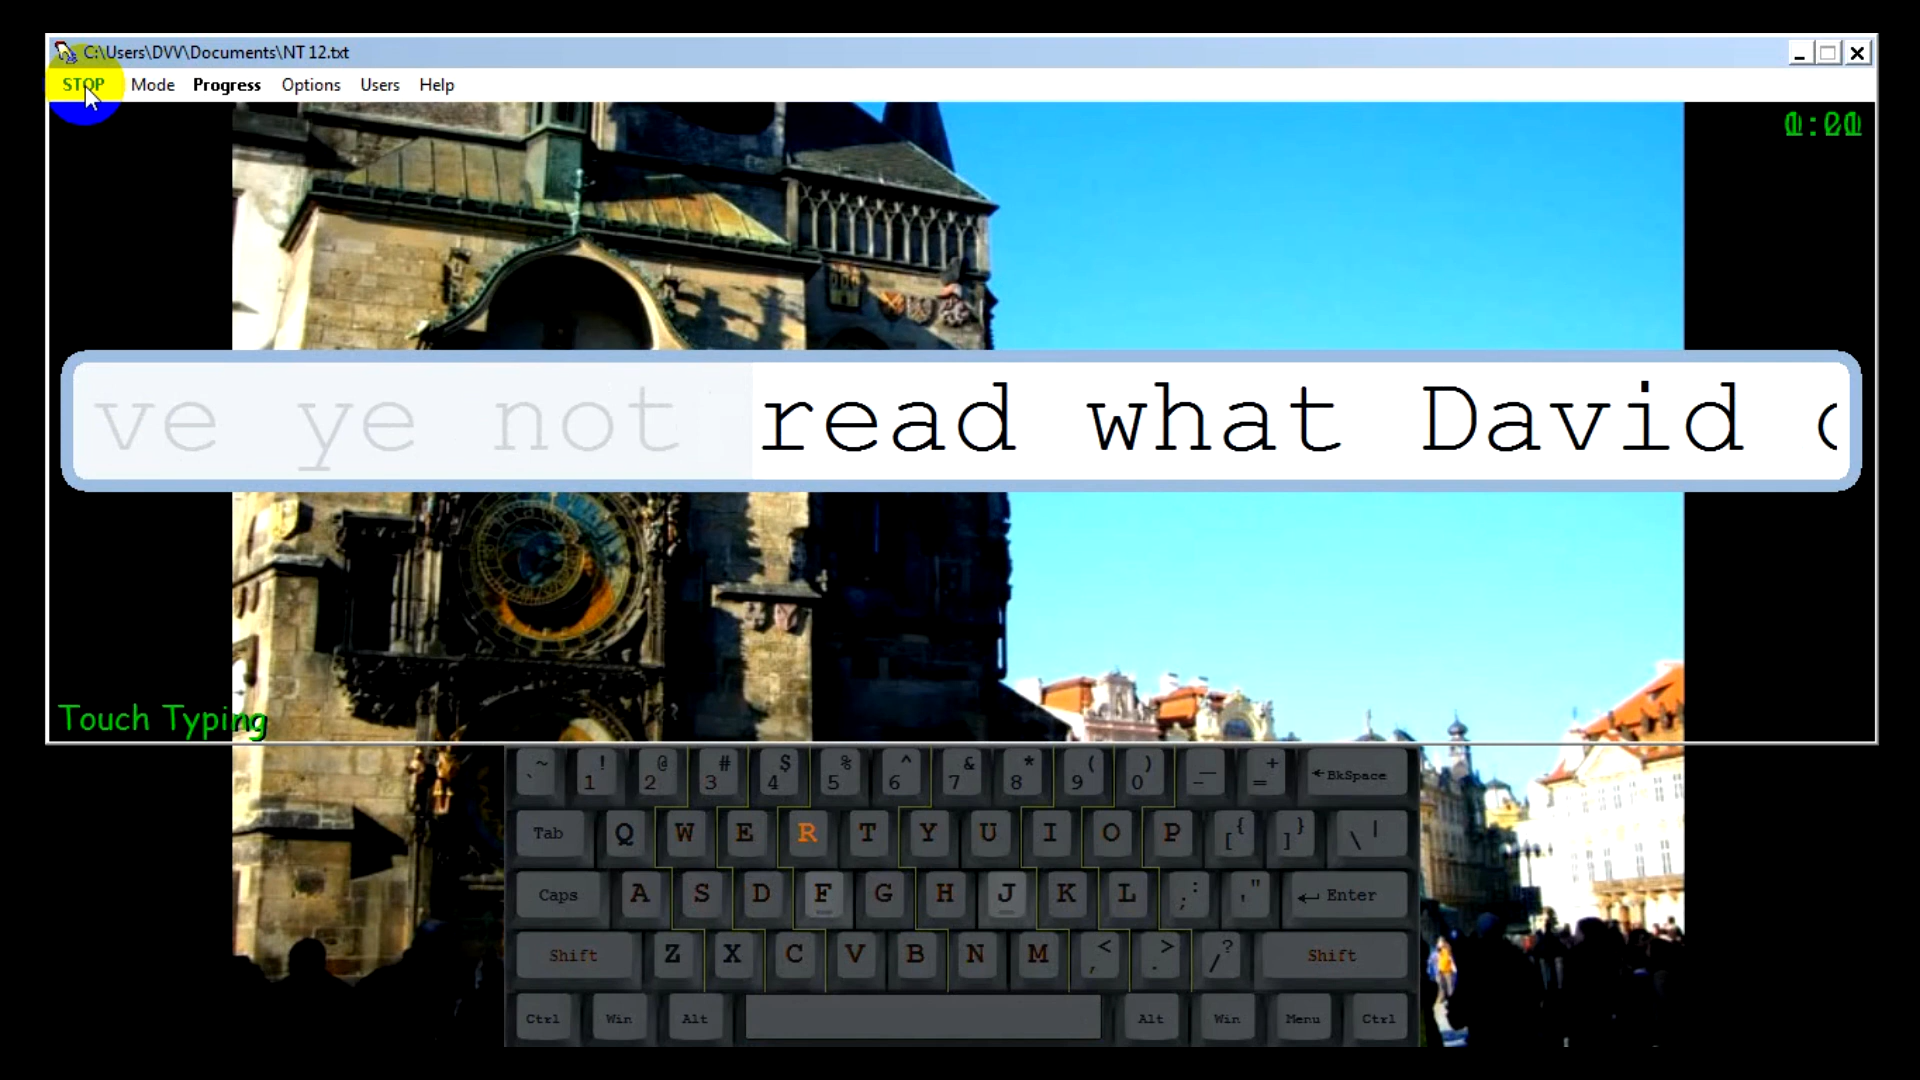 C:\Users\DVV\Documents\NT 12.txt
STOP Mode Progress Options Users Help
ve ye not read what David
Touch Typing
` ~ ! 1 @ 2 # 3 $ 4 % 5 ^ 6 & 7 * 8 ( 9 ) 0 _ - + = ←BkSpace
Tab Q W E R T Y U I O P [ { ] } \ |
Caps A S D F G H J K L ; : ' " ↵ Enter
Shift Z X C V B N M , < . > / ? Shift
Ctrl Win Alt Alt Win Menu Ctrl